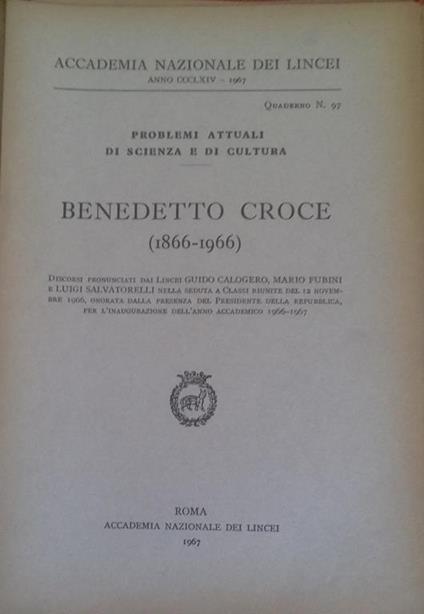 ACCADEMIA NAZIONALE DEI LINCEI
ANNO CCCLXIV – 1967
QUADERNO N. 97
PROBLEMI ATTUALI
DI SCIENZA E DI CULTURA
BENEDETTO CROCE
(1866-1966)
DISCORSI PRONUNCIATI DAI LINCEI GUIDO CALOGERO, MARIO FUBINI
E LUIGI SALVATORELLI NELLA SEDUTA A CLASSI RIUNITE DEL 12 NOVEM-
BRE 1966, ONORATA DALLA PRESENZA DEL PRESIDENTE DELLA REPUBBLICA,
PER L'INAUGURAZIONE DELL'ANNO ACCADEMICO 1966-1967
ROMA
ACCADEMIA NAZIONALE DEI LINCEI
1967